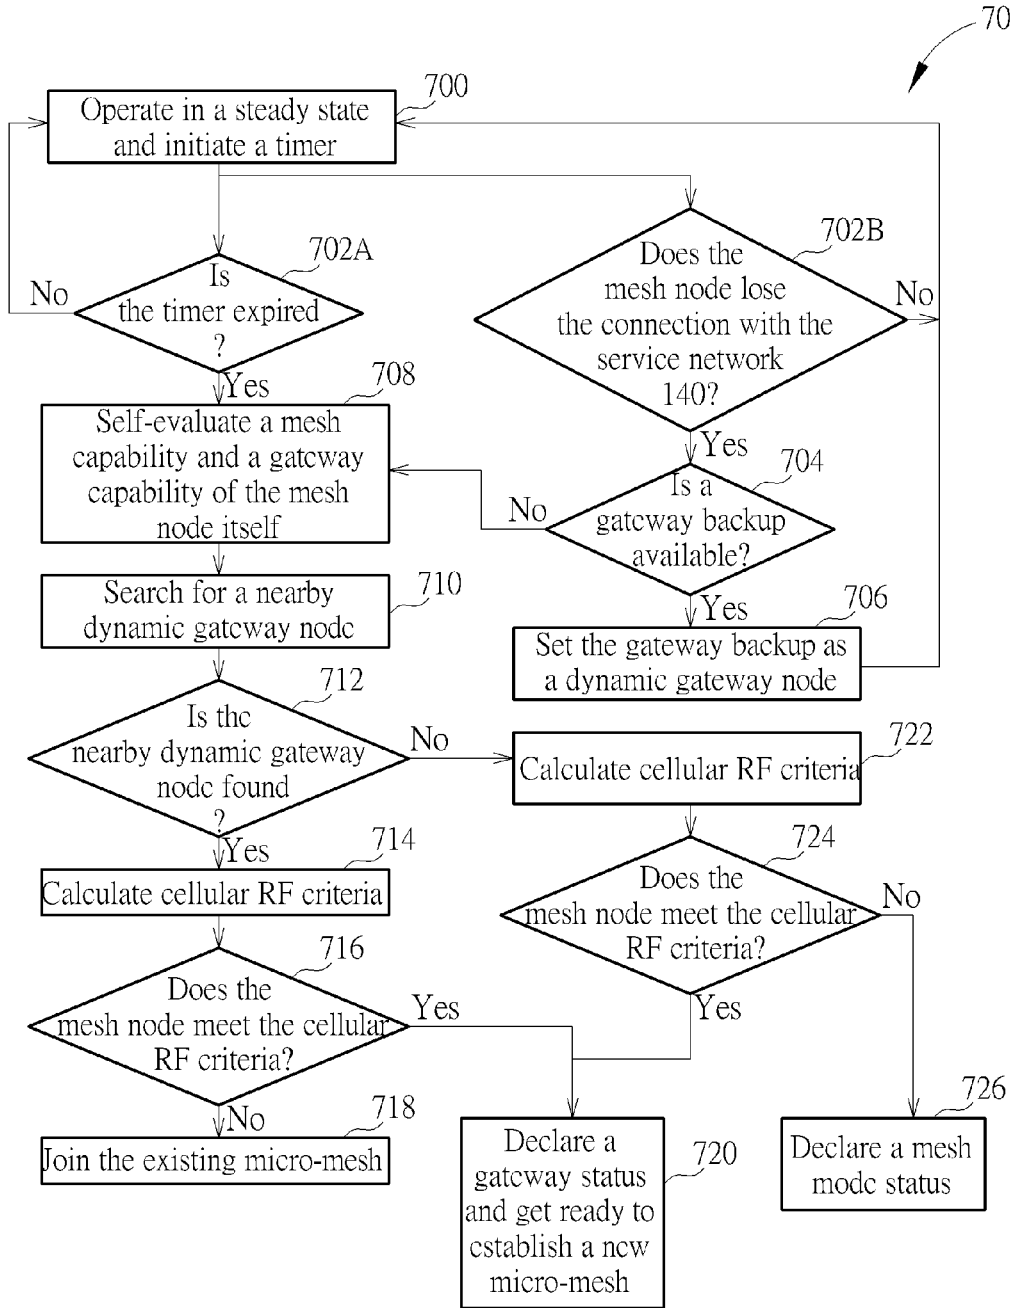 70
700
Operate in a steady state
and initiate a timer
702A
Is
the timer expired
?
No
Yes
702B
Does the
mesh node lose
the connection with the
service network
140?
No
Yes
708
Self-evaluate a mesh
capability and a gateway
capability of the mesh
node itself
704
Is a
gateway backup
available?
No
Yes
710
Search for a nearby
dynamic gateway node
706
Set the gateway backup as
a dynamic gateway node
712
Is the
nearby dynamic gateway
node found
?
No
Yes
722
Calculate cellular RF criteria
714
Calculate cellular RF criteria
724
Does the
mesh node meet the cellular
RF criteria?
No
Yes
716
Does the
mesh node meet the cellular
RF criteria?
Yes
No
718
Join the existing micro-mesh
720
Declare a
gateway status
and get ready to
establish a new
micro-mesh
726
Declare a mesh
mode status